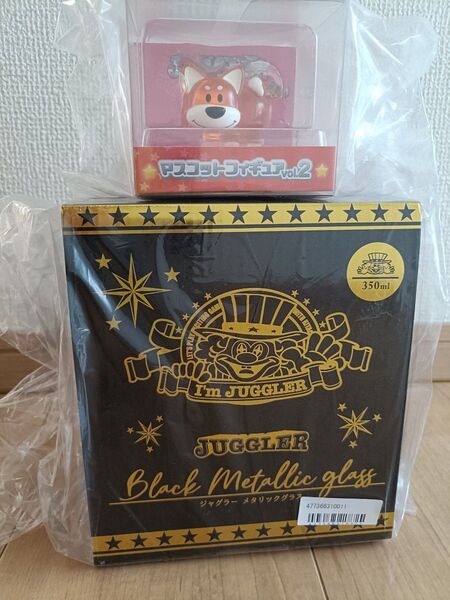 マスコットフィギュアvol.2
350ml
I'm JUGGLER
JUGGLER
Black Metallic glass
ジャグラー メタリックグラス